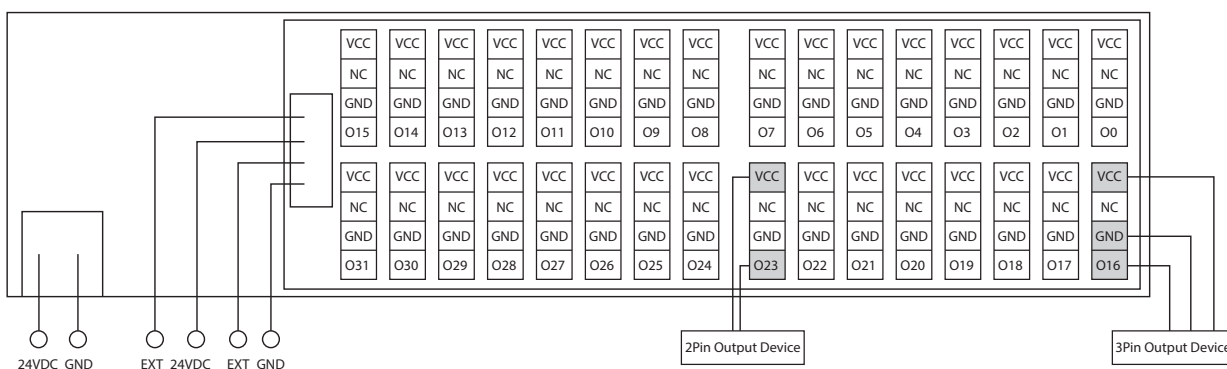 VCC VCC VCC VCC VCC VCC VCC VCC VCC VCC VCC VCC VCC VCC VCC VCC
NC NC NC NC NC NC NC NC NC NC NC NC NC NC NC NC
GND GND GND GND GND GND GND GND GND GND GND GND GND GND GND GND
O15 O14 O13 O12 O11 O10 O9 O8 O7 O6 O5 O4 O3 O2 O1 O0
VCC VCC VCC VCC VCC VCC VCC VCC VCC VCC VCC VCC VCC VCC VCC VCC
NC NC NC NC NC NC NC NC NC NC NC NC NC NC NC NC
GND GND GND GND GND GND GND GND GND GND GND GND GND GND GND GND
O31 O30 O29 O28 O27 O26 O25 O24 O23 O22 O21 O20 O19 O18 O17 O16
2Pin Output Device 3Pin Output Device
24VDC GND EXT 24VDC EXT GND